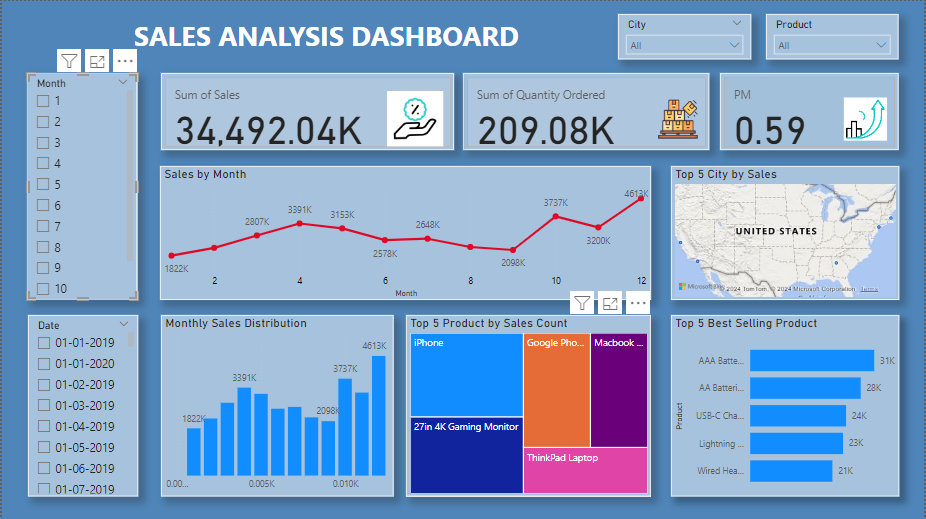 SALES ANALYSIS DASHBOARD
City
All
Product
All
Month
1
2
3
4
5
6
7
8
9
10
Sum of Sales
34,492.04K
Sum of Quantity Ordered
209.08K
PM
0.59
Sales by Month
1822K
2807K
3391K
3153K
2578K
2648K
2098K
3737K
3200K
4613K
2 4 6 8 10 12
Month
Top 5 City by Sales
UNITED STATES
Microsoft Bing
© 2024 TomTom, © 2024 Microsoft Corporation Terms
Date
01-01-2019
01-01-2020
01-02-2019
01-03-2019
01-04-2019
01-05-2019
01-06-2019
01-07-2019
Monthly Sales Distribution
1822K
3391K
2098K
3737K
4613K
0.00... 0.005K 0.010K
Top 5 Product by Sales Count
iPhone
27in 4K Gaming Monitor
Google Pho...
Macbook ...
ThinkPad Laptop
Top 5 Best Selling Product
Product
AAA Batte... 31K
AA Batteri... 28K
USB-C Cha... 24K
Lightning ... 23K
Wired Hea... 21K